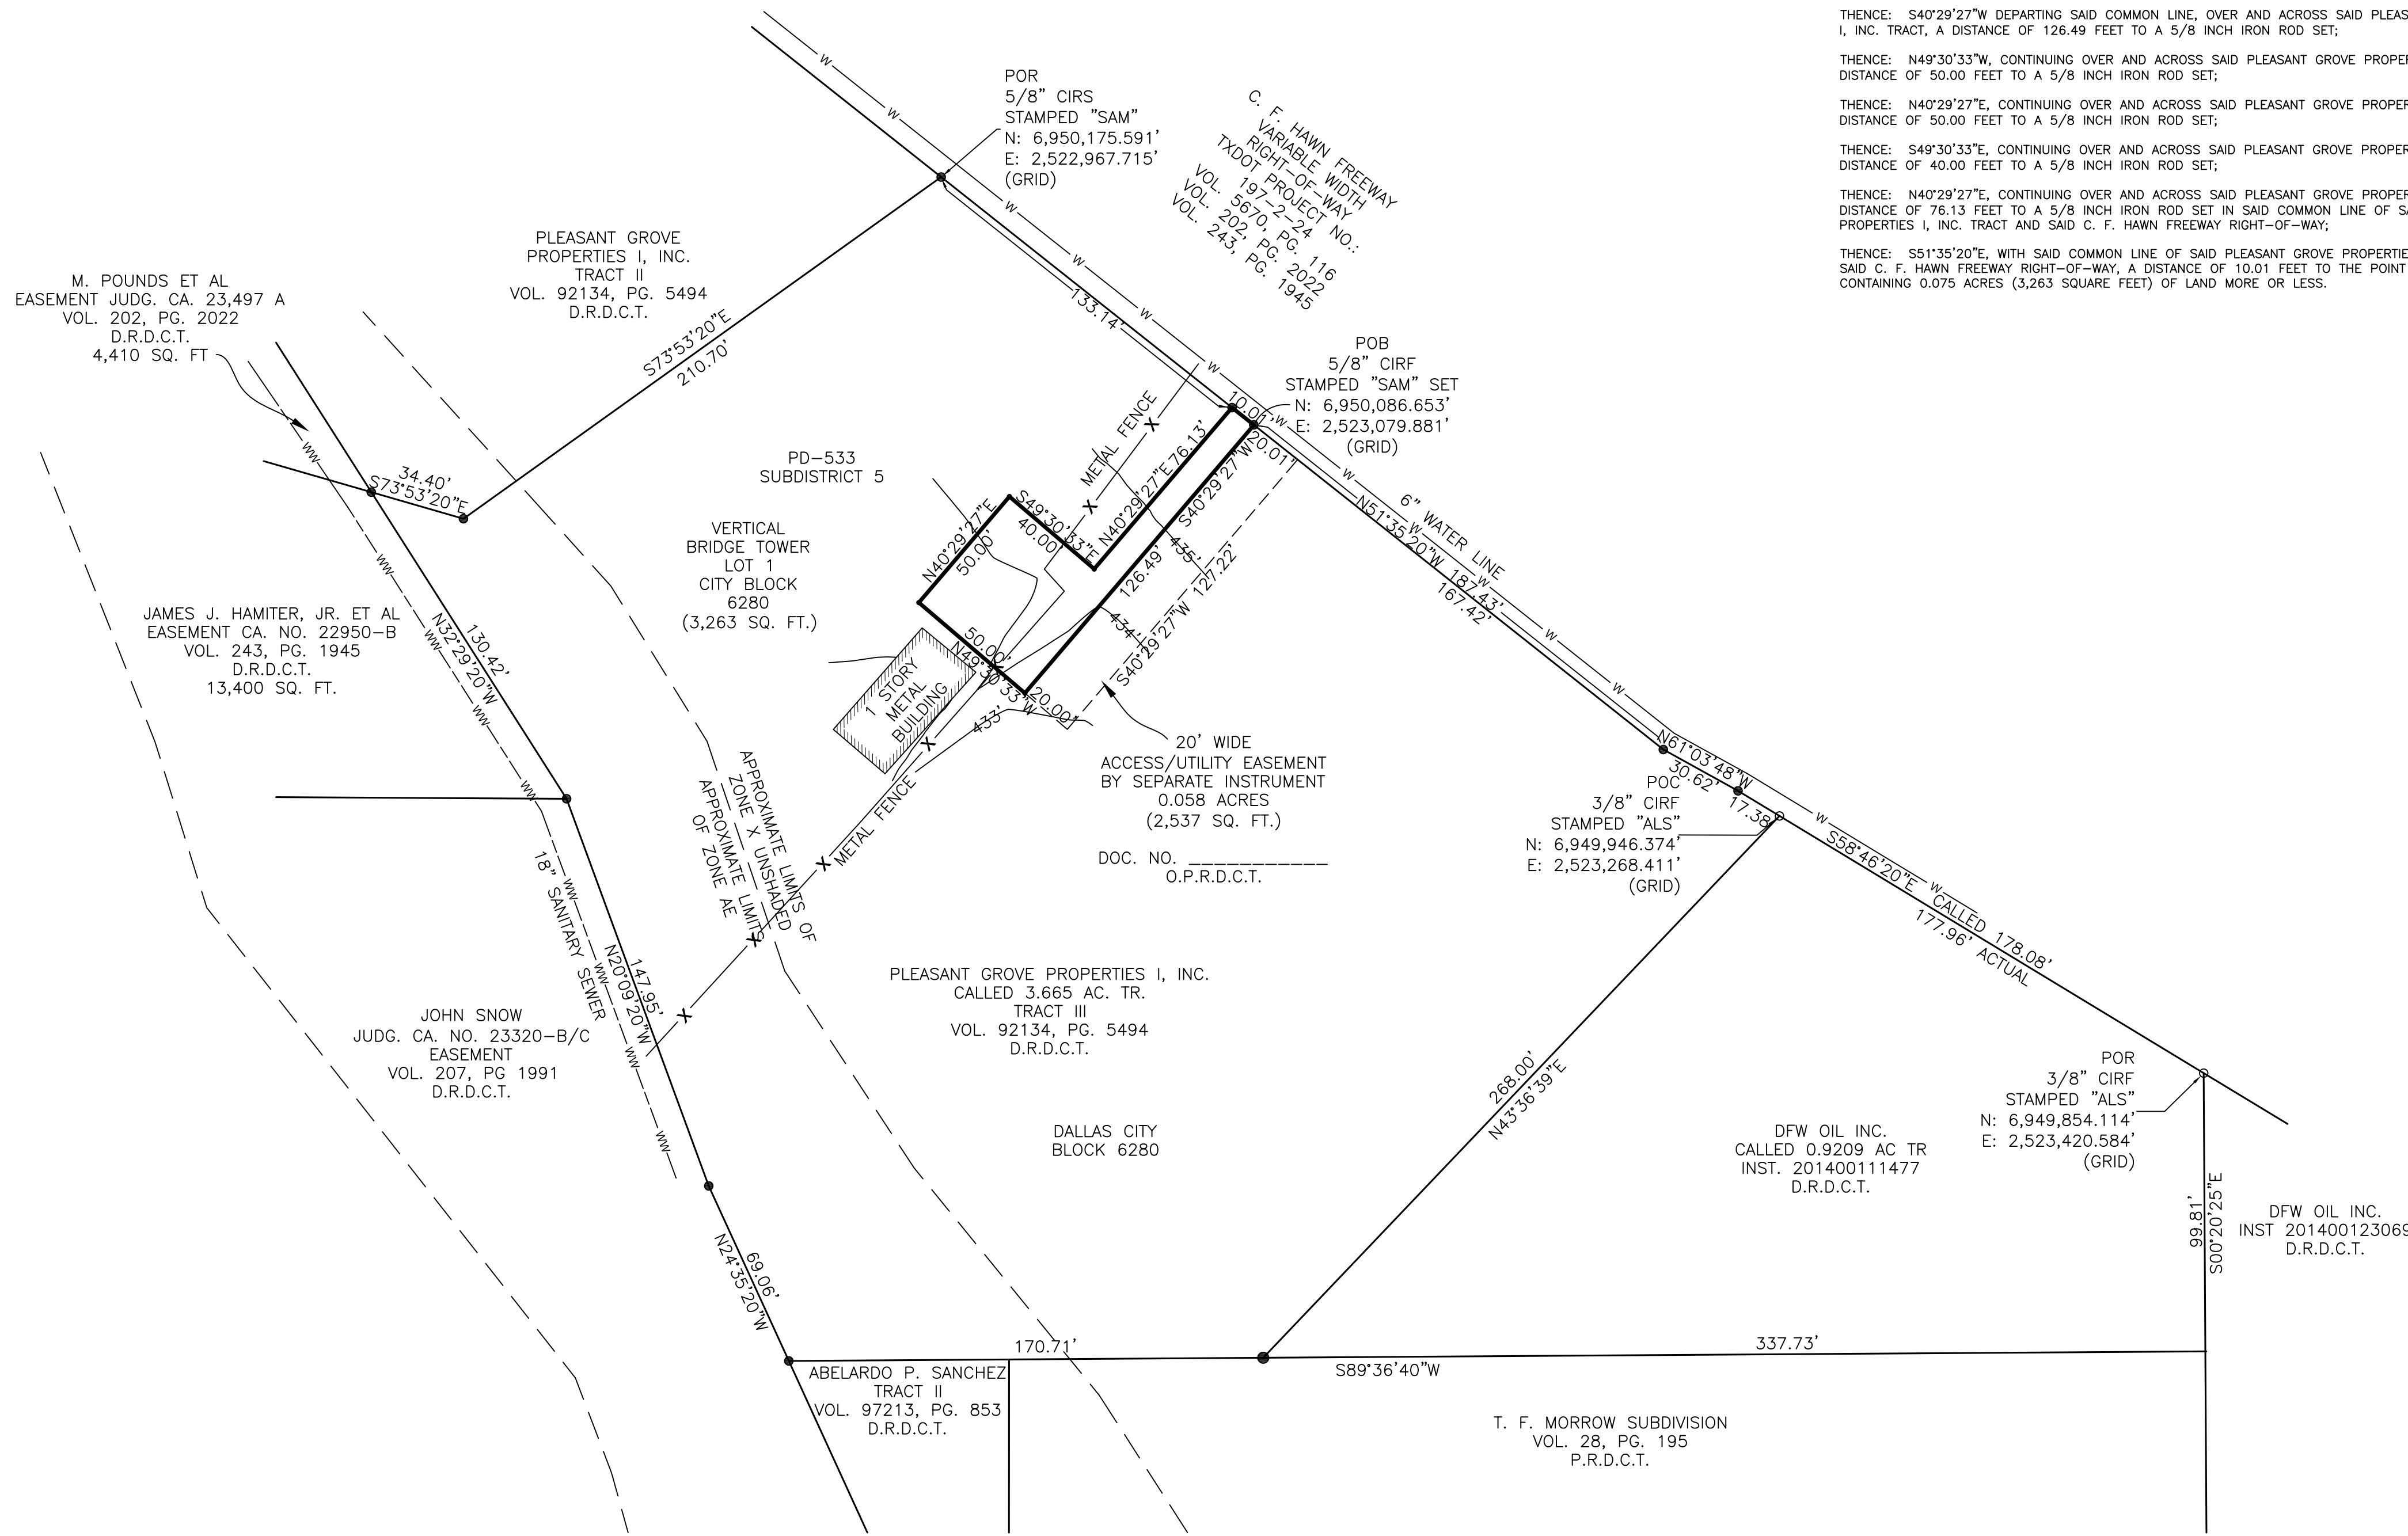 THENCE: S40°29'27"W DEPARTING SAID COMMON LINE, OVER AND ACROSS SAID PLEAS
I, INC. TRACT, A DISTANCE OF 126.49 FEET TO A 5/8 INCH IRON ROD SET;
THENCE: N49°30'33"W, CONTINUING OVER AND ACROSS SAID PLEASANT GROVE PROPER
DISTANCE OF 50.00 FEET TO A 5/8 INCH IRON ROD SET;
THENCE: N40°29'27"E, CONTINUING OVER AND ACROSS SAID PLEASANT GROVE PROPER
DISTANCE OF 50.00 FEET TO A 5/8 INCH IRON ROD SET;
THENCE: S49°30'33"E, CONTINUING OVER AND ACROSS SAID PLEASANT GROVE PROPER
DISTANCE OF 40.00 FEET TO A 5/8 INCH IRON ROD SET;
THENCE: N40°29'27"E, CONTINUING OVER AND ACROSS SAID PLEASANT GROVE PROPER
DISTANCE OF 76.13 FEET TO A 5/8 INCH IRON ROD SET IN SAID COMMON LINE OF SA
PROPERTIES I, INC. TRACT AND SAID C. F. HAWN FREEWAY RIGHT-OF-WAY;
THENCE: S51°35'20"E, WITH SAID COMMON LINE OF SAID PLEASANT GROVE PROPERTIE
SAID C. F. HAWN FREEWAY RIGHT-OF-WAY, A DISTANCE OF 10.01 FEET TO THE POINT
CONTAINING 0.075 ACRES (3,263 SQUARE FEET) OF LAND MORE OR LESS.
POR
5/8" CIRS
STAMPED "SAM"
N: 6,950,175.591'
E: 2,522,967.715'
(GRID)
C. F. HAWN FREEWAY
VARIABLE WIDTH
RIGHT-OF-WAY
TXDOT PROJECT NO.:
197-2-24
VOL. 5670, PG. 116
VOL. 202, PG. 2022
VOL. 243, PG. 1945
PLEASANT GROVE
PROPERTIES I, INC.
TRACT II
VOL. 92134, PG. 5494
D.R.D.C.T.
M. POUNDS ET AL
EASEMENT JUDG. CA. 23,497 A
VOL. 202, PG. 2022
D.R.D.C.T.
4,410 SQ. FT
S73°53'20"E
210.70'
133.14'
POB
5/8" CIRF
STAMPED "SAM" SET
N: 6,950,086.653'
E: 2,523,079.881'
(GRID)
10.01'
20.01'
METAL FENCE
34.40'
S73°53'20"E
PD-533
SUBDISTRICT 5
VERTICAL
BRIDGE TOWER
LOT 1
CITY BLOCK
6280
(3,263 SQ. FT.)
N40°29'27"E
50.00'
S49°30'33"E
40.00'
N40°29'27"E 76.13'
S40°29'27"W
126.49'
435'
434'
433'
S40°29'27"W 127.22'
50.00'
N49°30'33"W
20.00'
1 STORY
METAL
BUILDING
METAL FENCE
6" WATER LINE
N51°35'20"W 187.43'
167.42'
JAMES J. HAMITER, JR. ET AL
EASEMENT CA. NO. 22950-B
VOL. 243, PG. 1945
D.R.D.C.T.
13,400 SQ. FT.
130.42'
N32°29'20"W
20' WIDE
ACCESS/UTILITY EASEMENT
BY SEPARATE INSTRUMENT
0.058 ACRES
(2,537 SQ. FT.)
DOC. NO. ____________
O.P.R.D.C.T.
N61°03'48"W
30.62'
17.38'
POC
3/8" CIRF
STAMPED "ALS"
N: 6,949,946.374'
E: 2,523,268.411'
(GRID)
APPROXIMATE LIMITS OF
ZONE X UNSHADED
APPROXIMATE LIMITS
OF ZONE AE
S58°46'20"E
CALLED 178.08'
177.96' ACTUAL
18" SANITARY SEWER
147.95'
N20°09'20"W
JOHN SNOW
JUDG. CA. NO. 23320-B/C
EASEMENT
VOL. 207, PG 1991
D.R.D.C.T.
PLEASANT GROVE PROPERTIES I, INC.
CALLED 3.665 AC. TR.
TRACT III
VOL. 92134, PG. 5494
D.R.D.C.T.
268.00'
N43°36'39"E
DALLAS CITY
BLOCK 6280
POR
3/8" CIRF
STAMPED "ALS"
N: 6,949,854.114'
E: 2,523,420.584'
(GRID)
DFW OIL INC.
CALLED 0.9209 AC TR
INST. 201400111477
D.R.D.C.T.
99.81'
S00°20'25"E
DFW OIL INC.
INST 201400123069
D.R.D.C.T.
69.06'
N24°35'20"W
170.71'
337.73'
S89°36'40"W
ABELARDO P. SANCHEZ
TRACT II
VOL. 97213, PG. 853
D.R.D.C.T.
T. F. MORROW SUBDIVISION
VOL. 28, PG. 195
P.R.D.C.T.